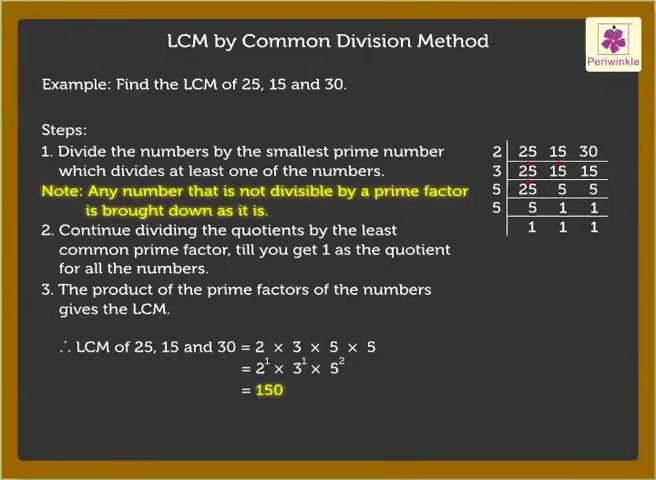 LCM by Common Division Method
Periwinkle
Example: Find the LCM of 25, 15 and 30.
Steps:
1. Divide the numbers by the smallest prime number
which divides at least one of the numbers.
Note: Any number that is not divisible by a prime factor
is brought down as it is.
2. Continue dividing the quotients by the least
common prime factor, till you get 1 as the quotient
for all the numbers.
3. The product of the prime factors of the numbers
gives the LCM.
∴ LCM of 25, 15 and 30 = 2 × 3 × 5 × 5
= 2¹ × 3¹ × 5²
= 150
2 25 15 30
3 25 15 15
5 25 5 5
5 5 1 1
1 1 1